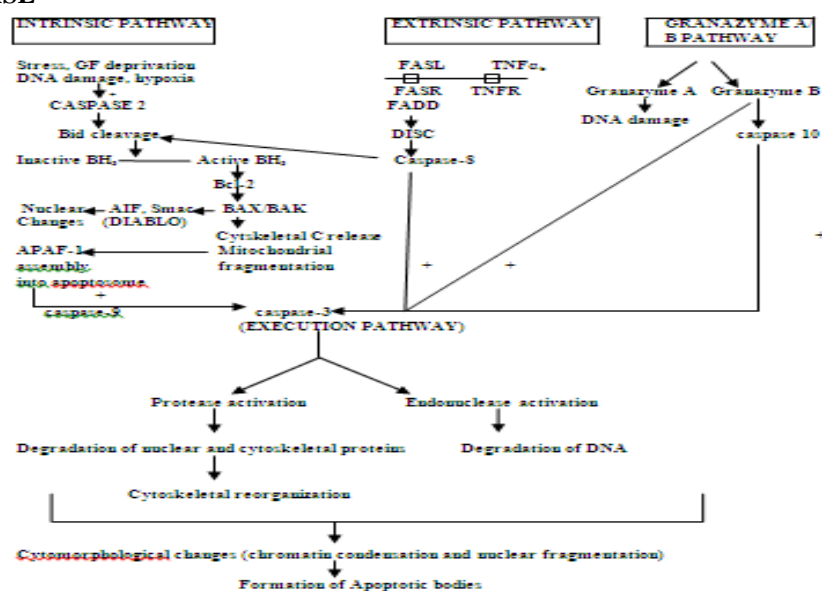 INTRINSIC PATHWAY
EXTRINSIC PATHWAY
GRANAZYME A/
B PATHWAY
Stress, GF deprivation
DNA damage, hypoxia
+
CASPASE 2
Bid cleavage
Inactive BH₃ Active BH₃
Bcl-2
Nuclear AIF, Smac BAX/BAK
Changes (DIABLO)
Cytskeletal C release
APAF-1 Mitochondrial
assembly fragmentation
into apoptosome
+
caspase-9
FASL TNFα
FASR TNFR
FADD
DISC
Caspase-8
Granazyme A Granazyme B
DNA damage
caspase 10
+ + +
caspase-3
(EXECUTION PATHWAY)
Protease activation Endonuclease activation
Degradation of nuclear and cytoskeletal proteins Degradation of DNA
Cytoskeletal reorganization
Cytomorphological changes (chromatin condensation and nuclear fragmentation)
Formation of Apoptotic bodies